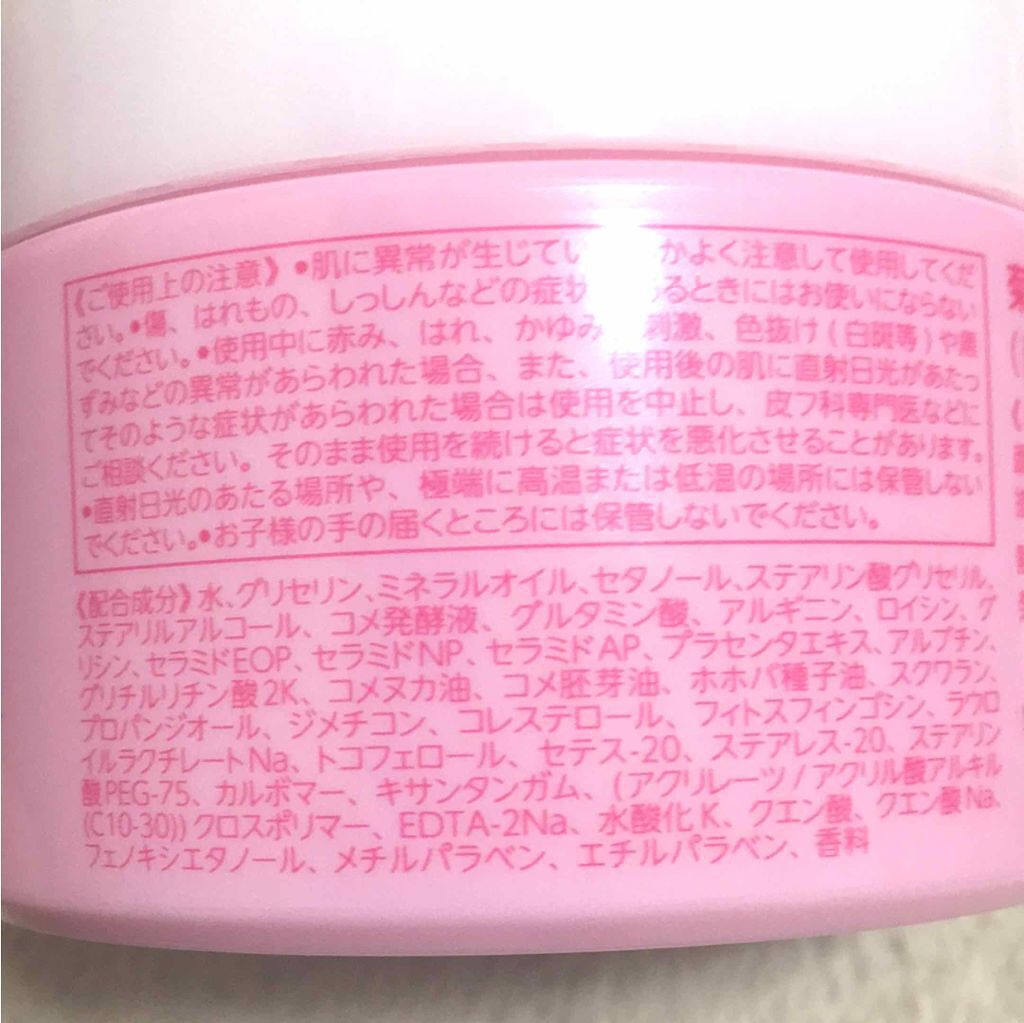 《ご使用上の注意》●肌に異常が生じてい かよく注意して使用してくだ
さい。●傷、はれもの、しっしんなどの症状 あるときにはお使いにならない
でください。●使用中に赤み、はれ、かゆみ 刺激、色抜け(白斑等)や黒
ずみなどの異常があらわれた場合、また、使用後の肌に直射日光があたっ
てそのような症状があらわれた場合は使用を中止し、皮フ科専門医などに
ご相談ください。そのまま使用を続けると症状を悪化させることがあります。
●直射日光のあたる場所や、極端に高温または低温の場所には保管しない
でください。●お子様の手の届くところには保管しないでください。
《配合成分》水、グリセリン、ミネラルオイル、セタノール、ステアリン酸グリセリル、
ステアリルアルコール、コメ発酵液、グルタミン酸、アルギニン、ロイシン、グ
リシン、セラミドEOP、セラミドNP、セラミドAP、プラセンタエキス、アルブチン、
グリチルリチン酸2K、コメヌカ油、コメ胚芽油、ホホバ種子油、スクワラン、
プロパンジオール、ジメチコン、コレステロール、フィトスフィンゴシン、ラウロ
イルラクチレートNa、トコフェロール、セテス-20、ステアレス-20、ステアリン
酸PEG-75、カルボマー、キサンタンガム、(アクリレーツ/アクリル酸アルキル
(C10-30))クロスポリマー、EDTA-2Na、水酸化K、クエン酸、クエン酸Na、
フェノキシエタノール、メチルパラベン、エチルパラベン、香料